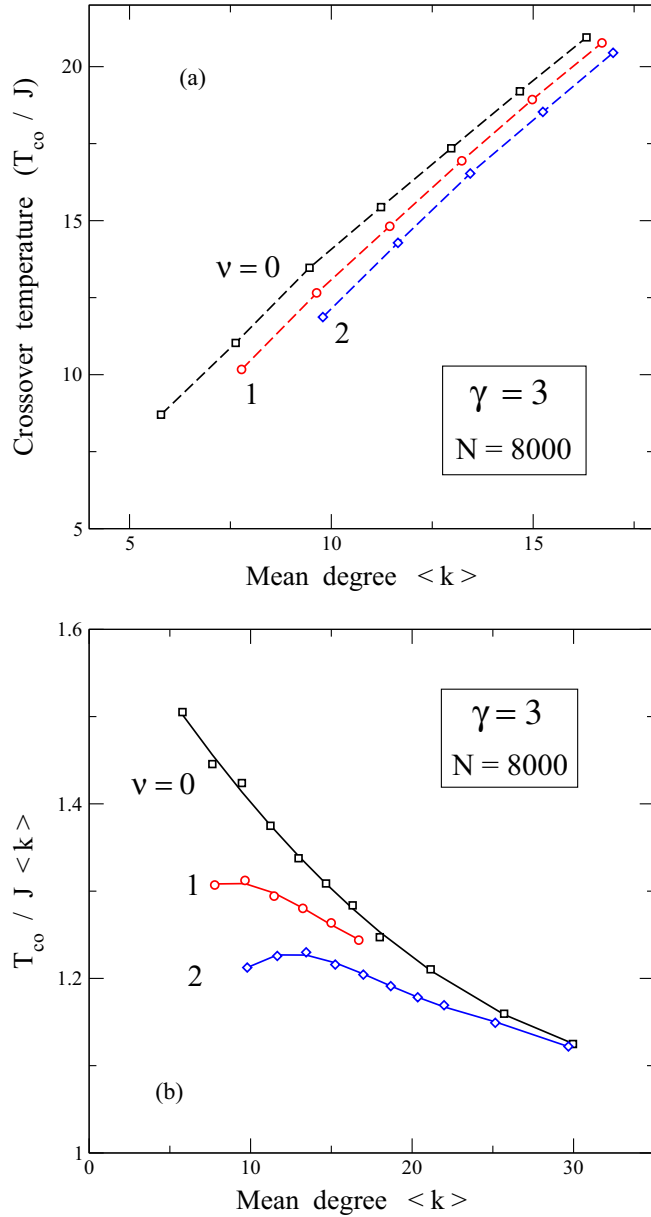 20
(a)
ν = 0
15
2
1
10
γ = 3
N = 8000
5
5 10 15
Mean degree < k >
Crossover temperature (T_co / J)
1.6
γ = 3
N = 8000
ν = 0
1.4
1
1.2
2
(b)
1
0 10 20 30
Mean degree < k >
T_co / J < k >